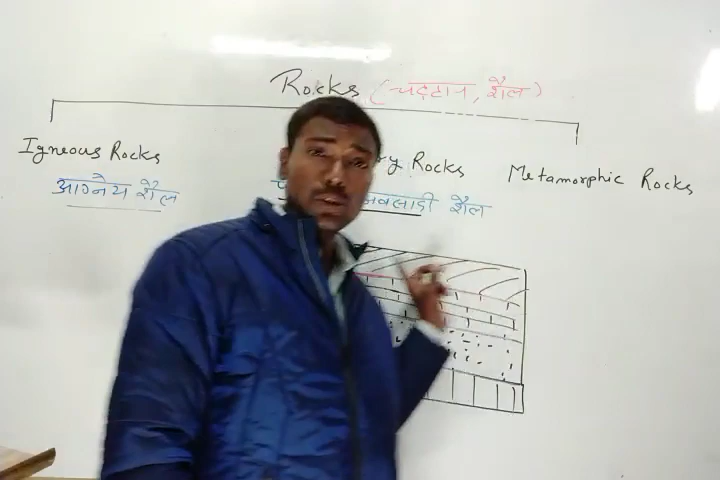 Rocks (चट्टान, शैल)
Igneous Rocks
आग्नेय शैल
Rocks
शैल
Metamorphic Rocks